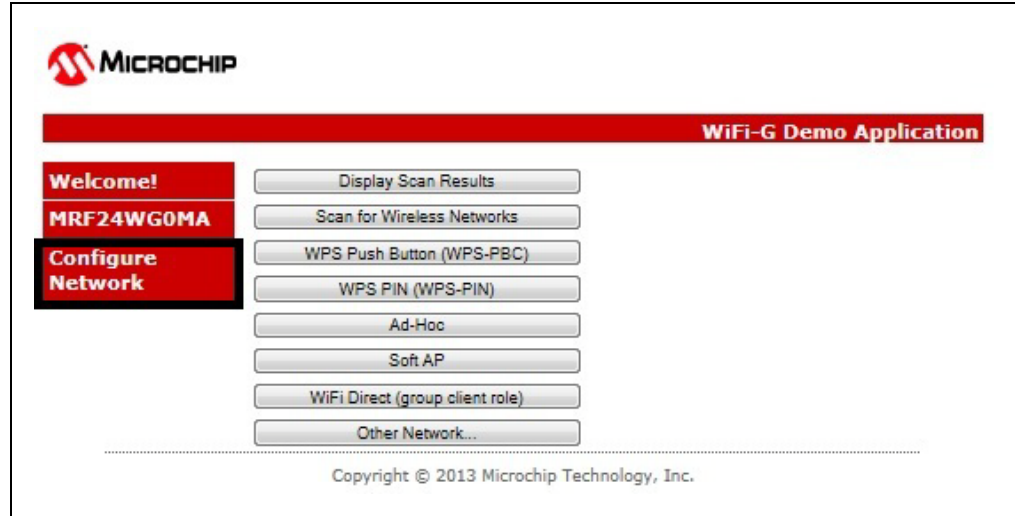 MICROCHIP
WiFi-G Demo Application
Welcome!
MRF24WG0MA
Configure
Network
Display Scan Results
Scan for Wireless Networks
WPS Push Button (WPS-PBC)
WPS PIN (WPS-PIN)
Ad-Hoc
Soft AP
WiFi Direct (group client role)
Other Network...
Copyright © 2013 Microchip Technology, Inc.